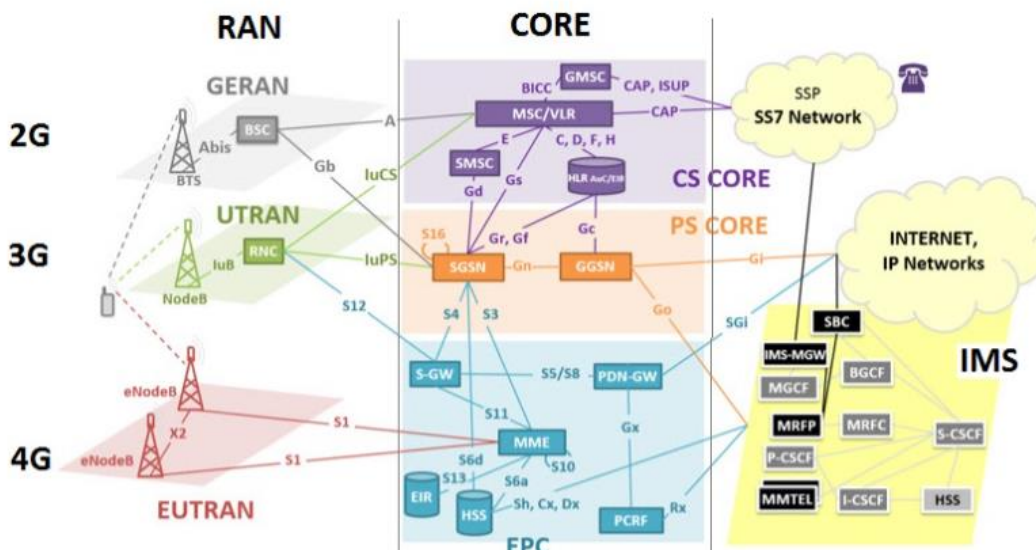 RAN
CORE
GERAN
2G
BSC
Abis
BTS
A
Gb
IuCS
GMSC
BICC
CAP, ISUP
MSC/VLR
CAP
E
C, D, F, H
SMSC
HLR AuC/EIR
Gd
Gs
CS CORE
SSP
SS7 Network
UTRAN
3G
RNC
IuB
NodeB
IuPS
S12
PS CORE
Gr, Gf
Gc
S16
SGSN
Gn
GGSN
Gi
Go
S4
S3
SGi
INTERNET,
IP Networks
4G
eNodeB
eNodeB
X2
S1
S1
EUTRAN
S-GW
S5/S8
PDN-GW
S11
Gx
MME
S10
S6d
S13
S6a
EIR
HSS
Sh, Cx, Dx
PCRF
Rx
EPC
IMS
SBC
IMS-MGW
MGCF
BGCF
MRFP
MRFC
S-CSCF
P-CSCF
MMTEL
I-CSCF
HSS